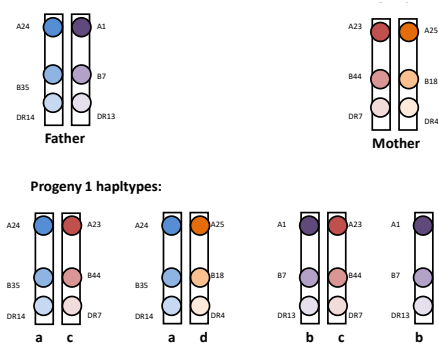 A24 A1 A23 A25
B35 B7 B44 B18
DR14 DR13 DR7 DR4
Father Mother
Progeny 1 hapltypes:
A24 A23 A24 A25 A1 A23 A1
B35 B44 B35 B18 B7 B44 B7
DR14 DR7 DR14 DR4 DR13 DR7 DR13
a c a d b c b